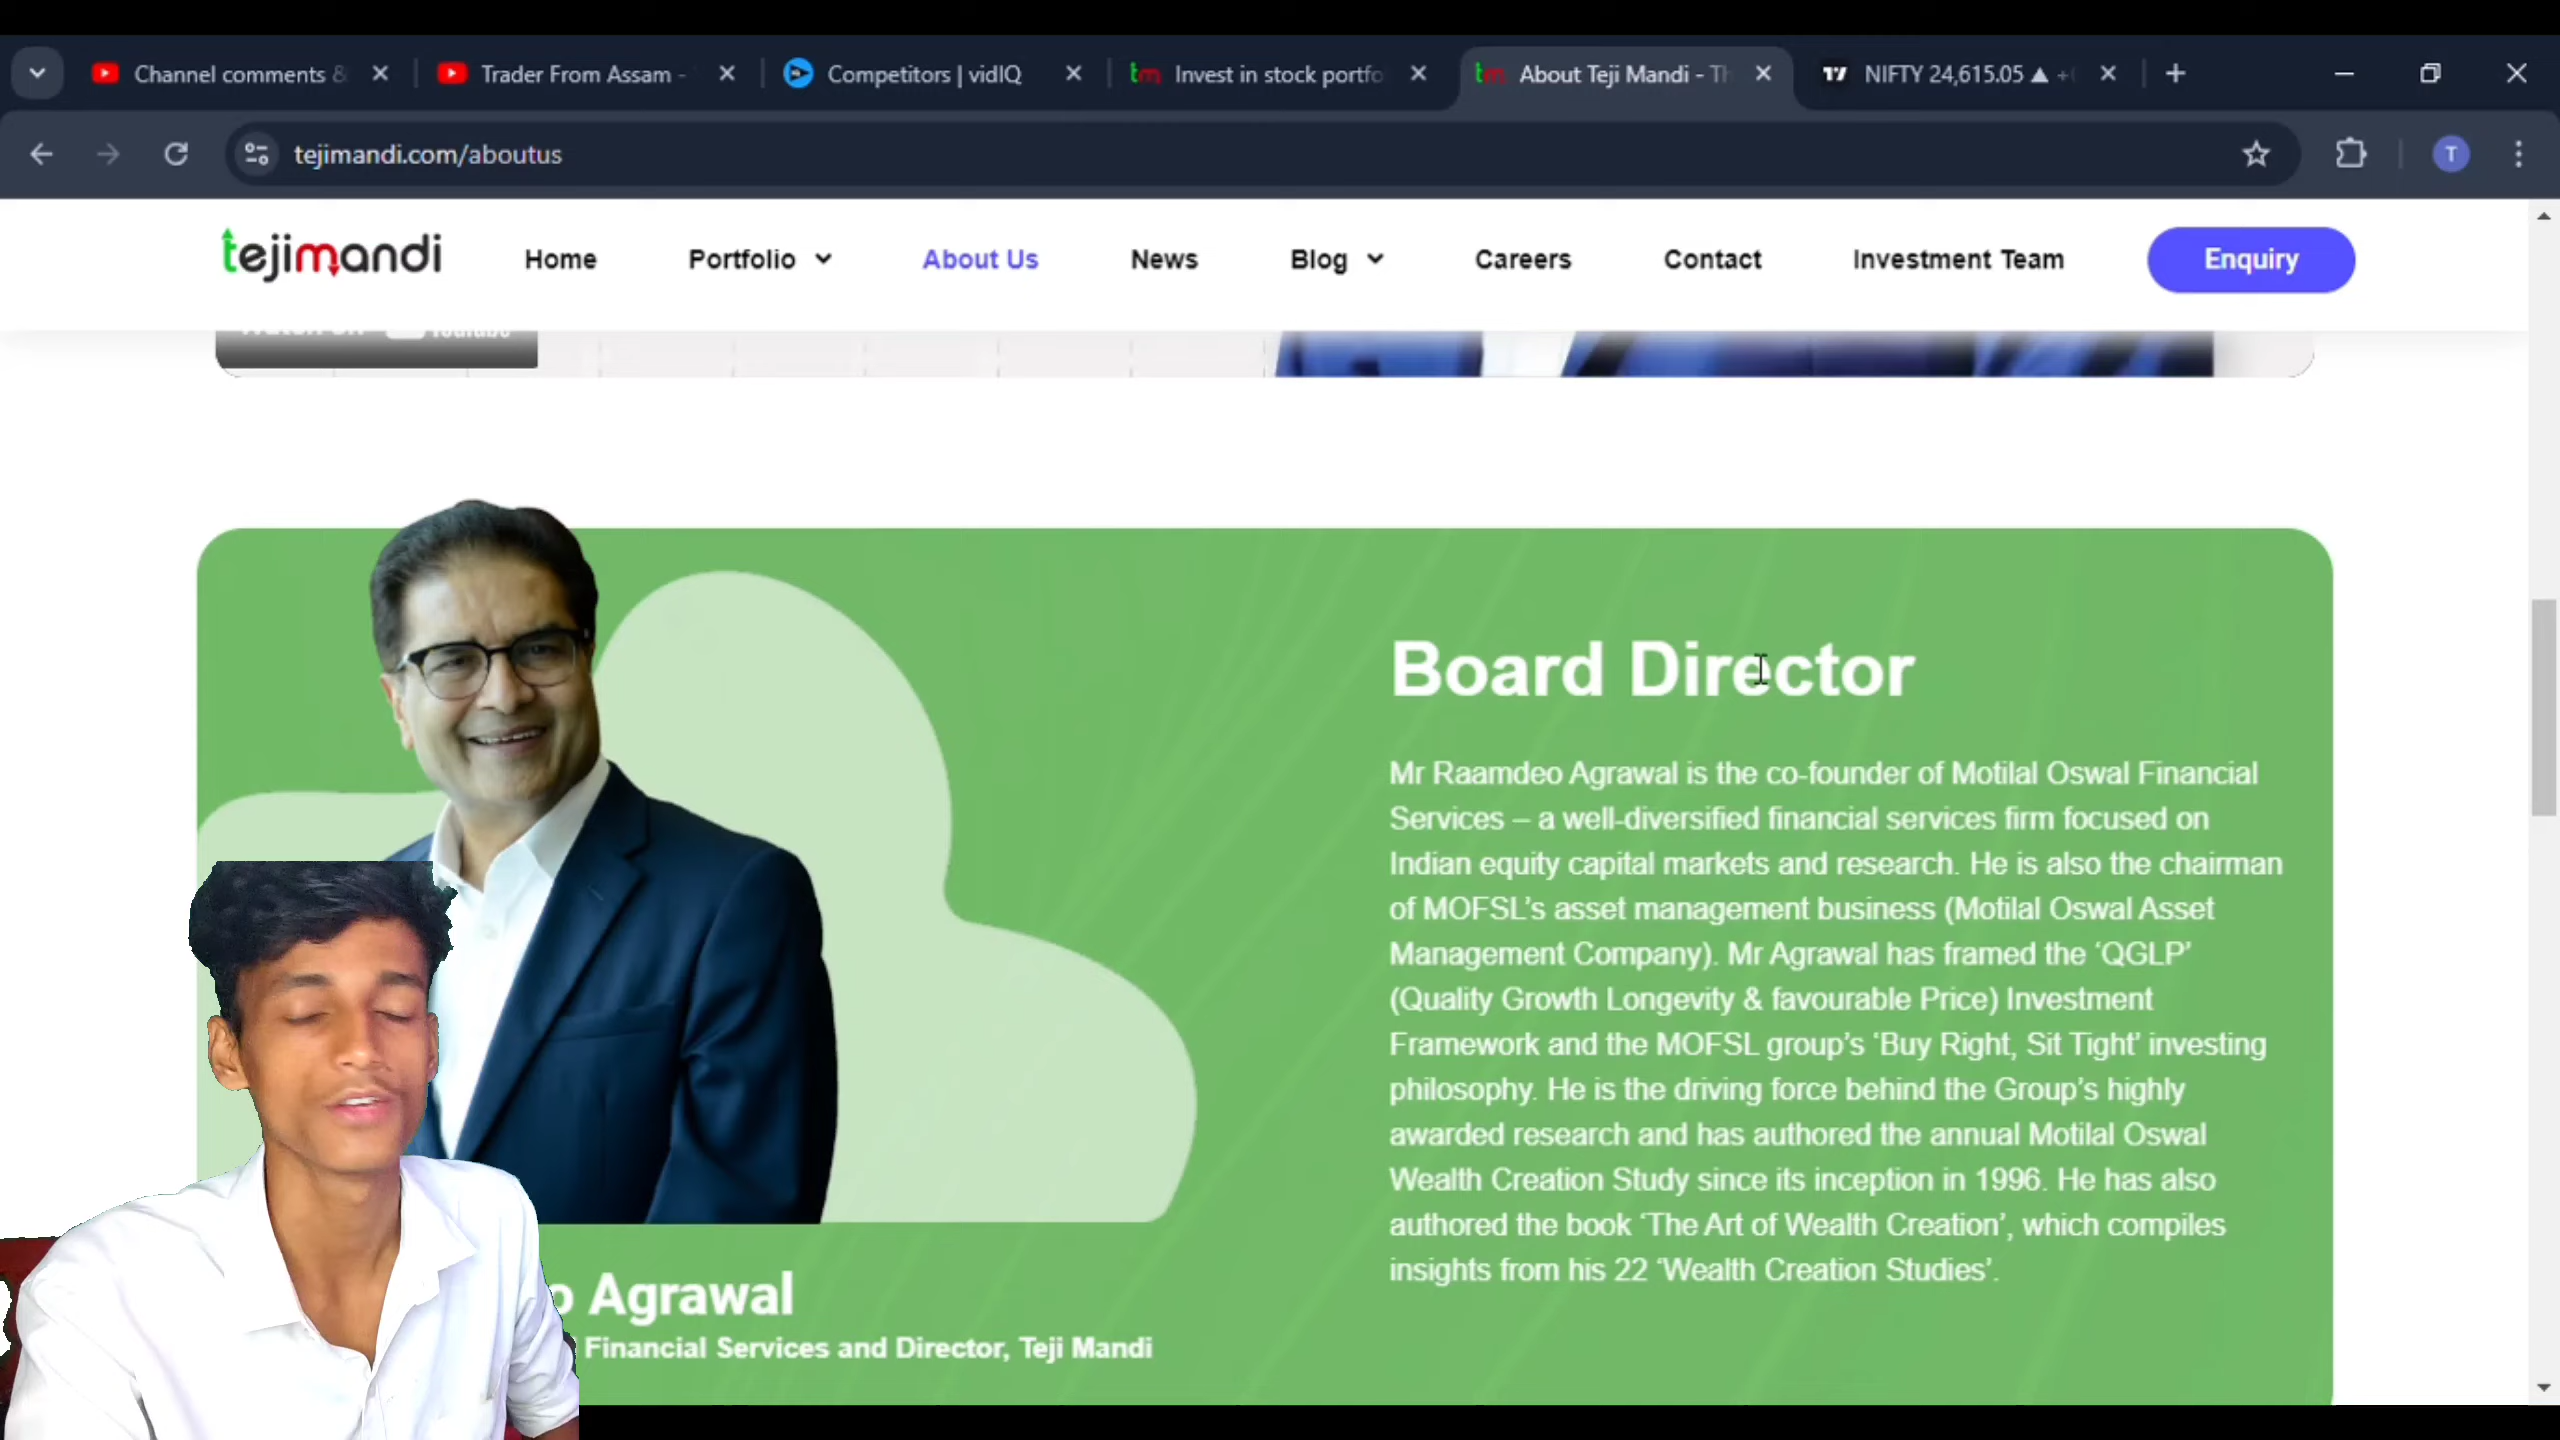 Channel comments &
Trader From Assam -
Competitors | vidIQ
tm Invest in stock portfo
tm About Teji Mandi - Th
NIFTY 24,615.05 ▲ +
tejimandi.com/aboutus
T
tejimandi
Home
Portfolio
About Us
News
Blog
Careers
Contact
Investment Team
Enquiry
Board Director
Mr Raamdeo Agrawal is the co-founder of Motilal Oswal Financial
Services – a well-diversified financial services firm focused on
Indian equity capital markets and research. He is also the chairman
of MOFSL’s asset management business (Motilal Oswal Asset
Management Company). Mr Agrawal has framed the ‘QGLP’
(Quality Growth Longevity & favourable Price) Investment
Framework and the MOFSL group’s ‘Buy Right, Sit Tight’ investing
philosophy. He is the driving force behind the Group’s highly
awarded research and has authored the annual Motilal Oswal
Wealth Creation Study since its inception in 1996. He has also
authored the book ‘The Art of Wealth Creation’, which compiles
insights from his 22 ‘Wealth Creation Studies’.
o Agrawal
Financial Services and Director, Teji Mandi